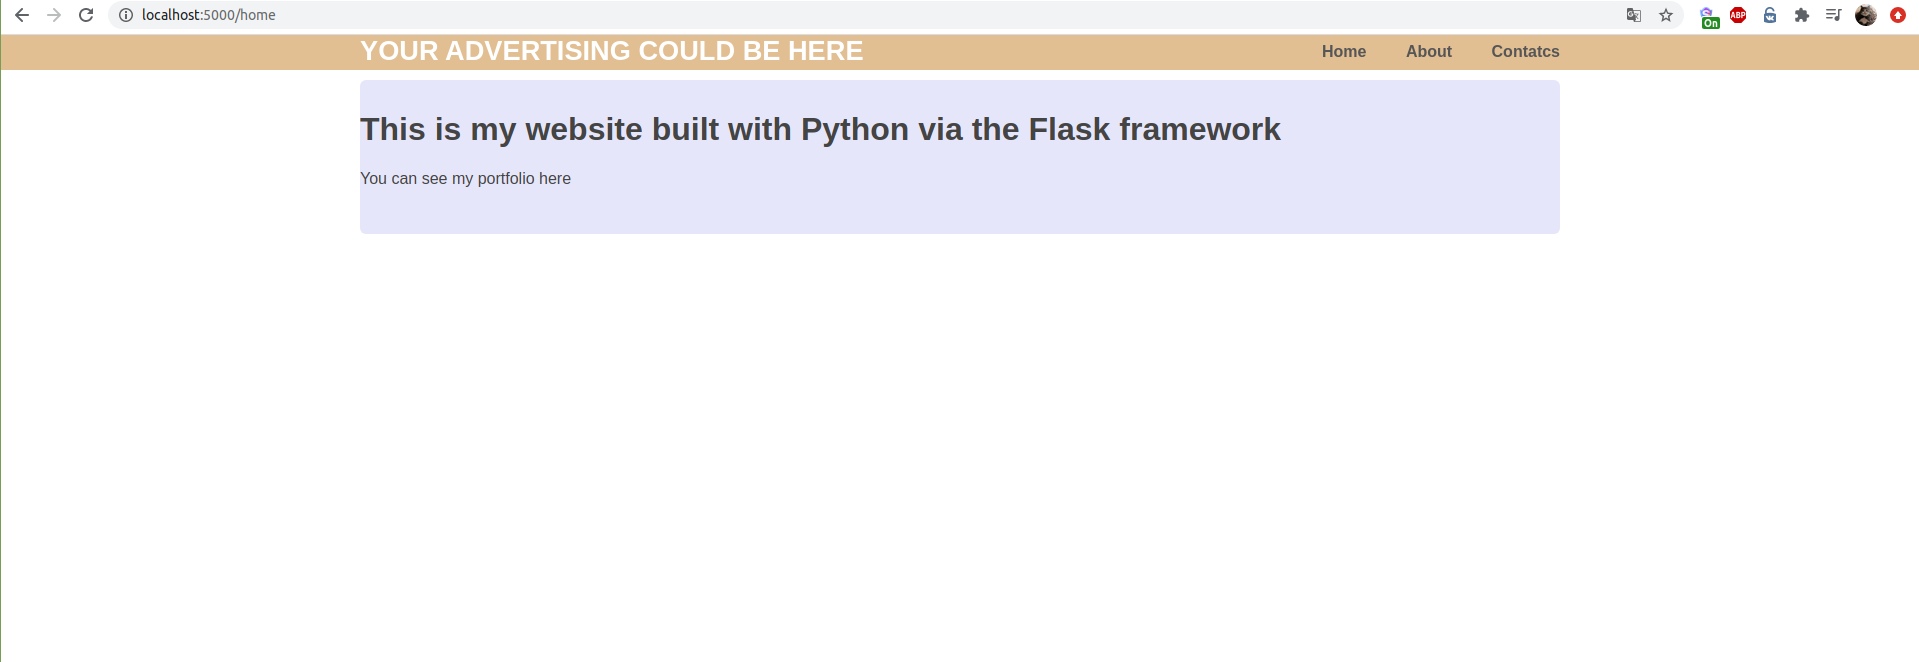 localhost:5000/home
ABP
On
YOUR ADVERTISING COULD BE HERE
Home About Contatcs
This is my website built with Python via the Flask framework
You can see my portfolio here